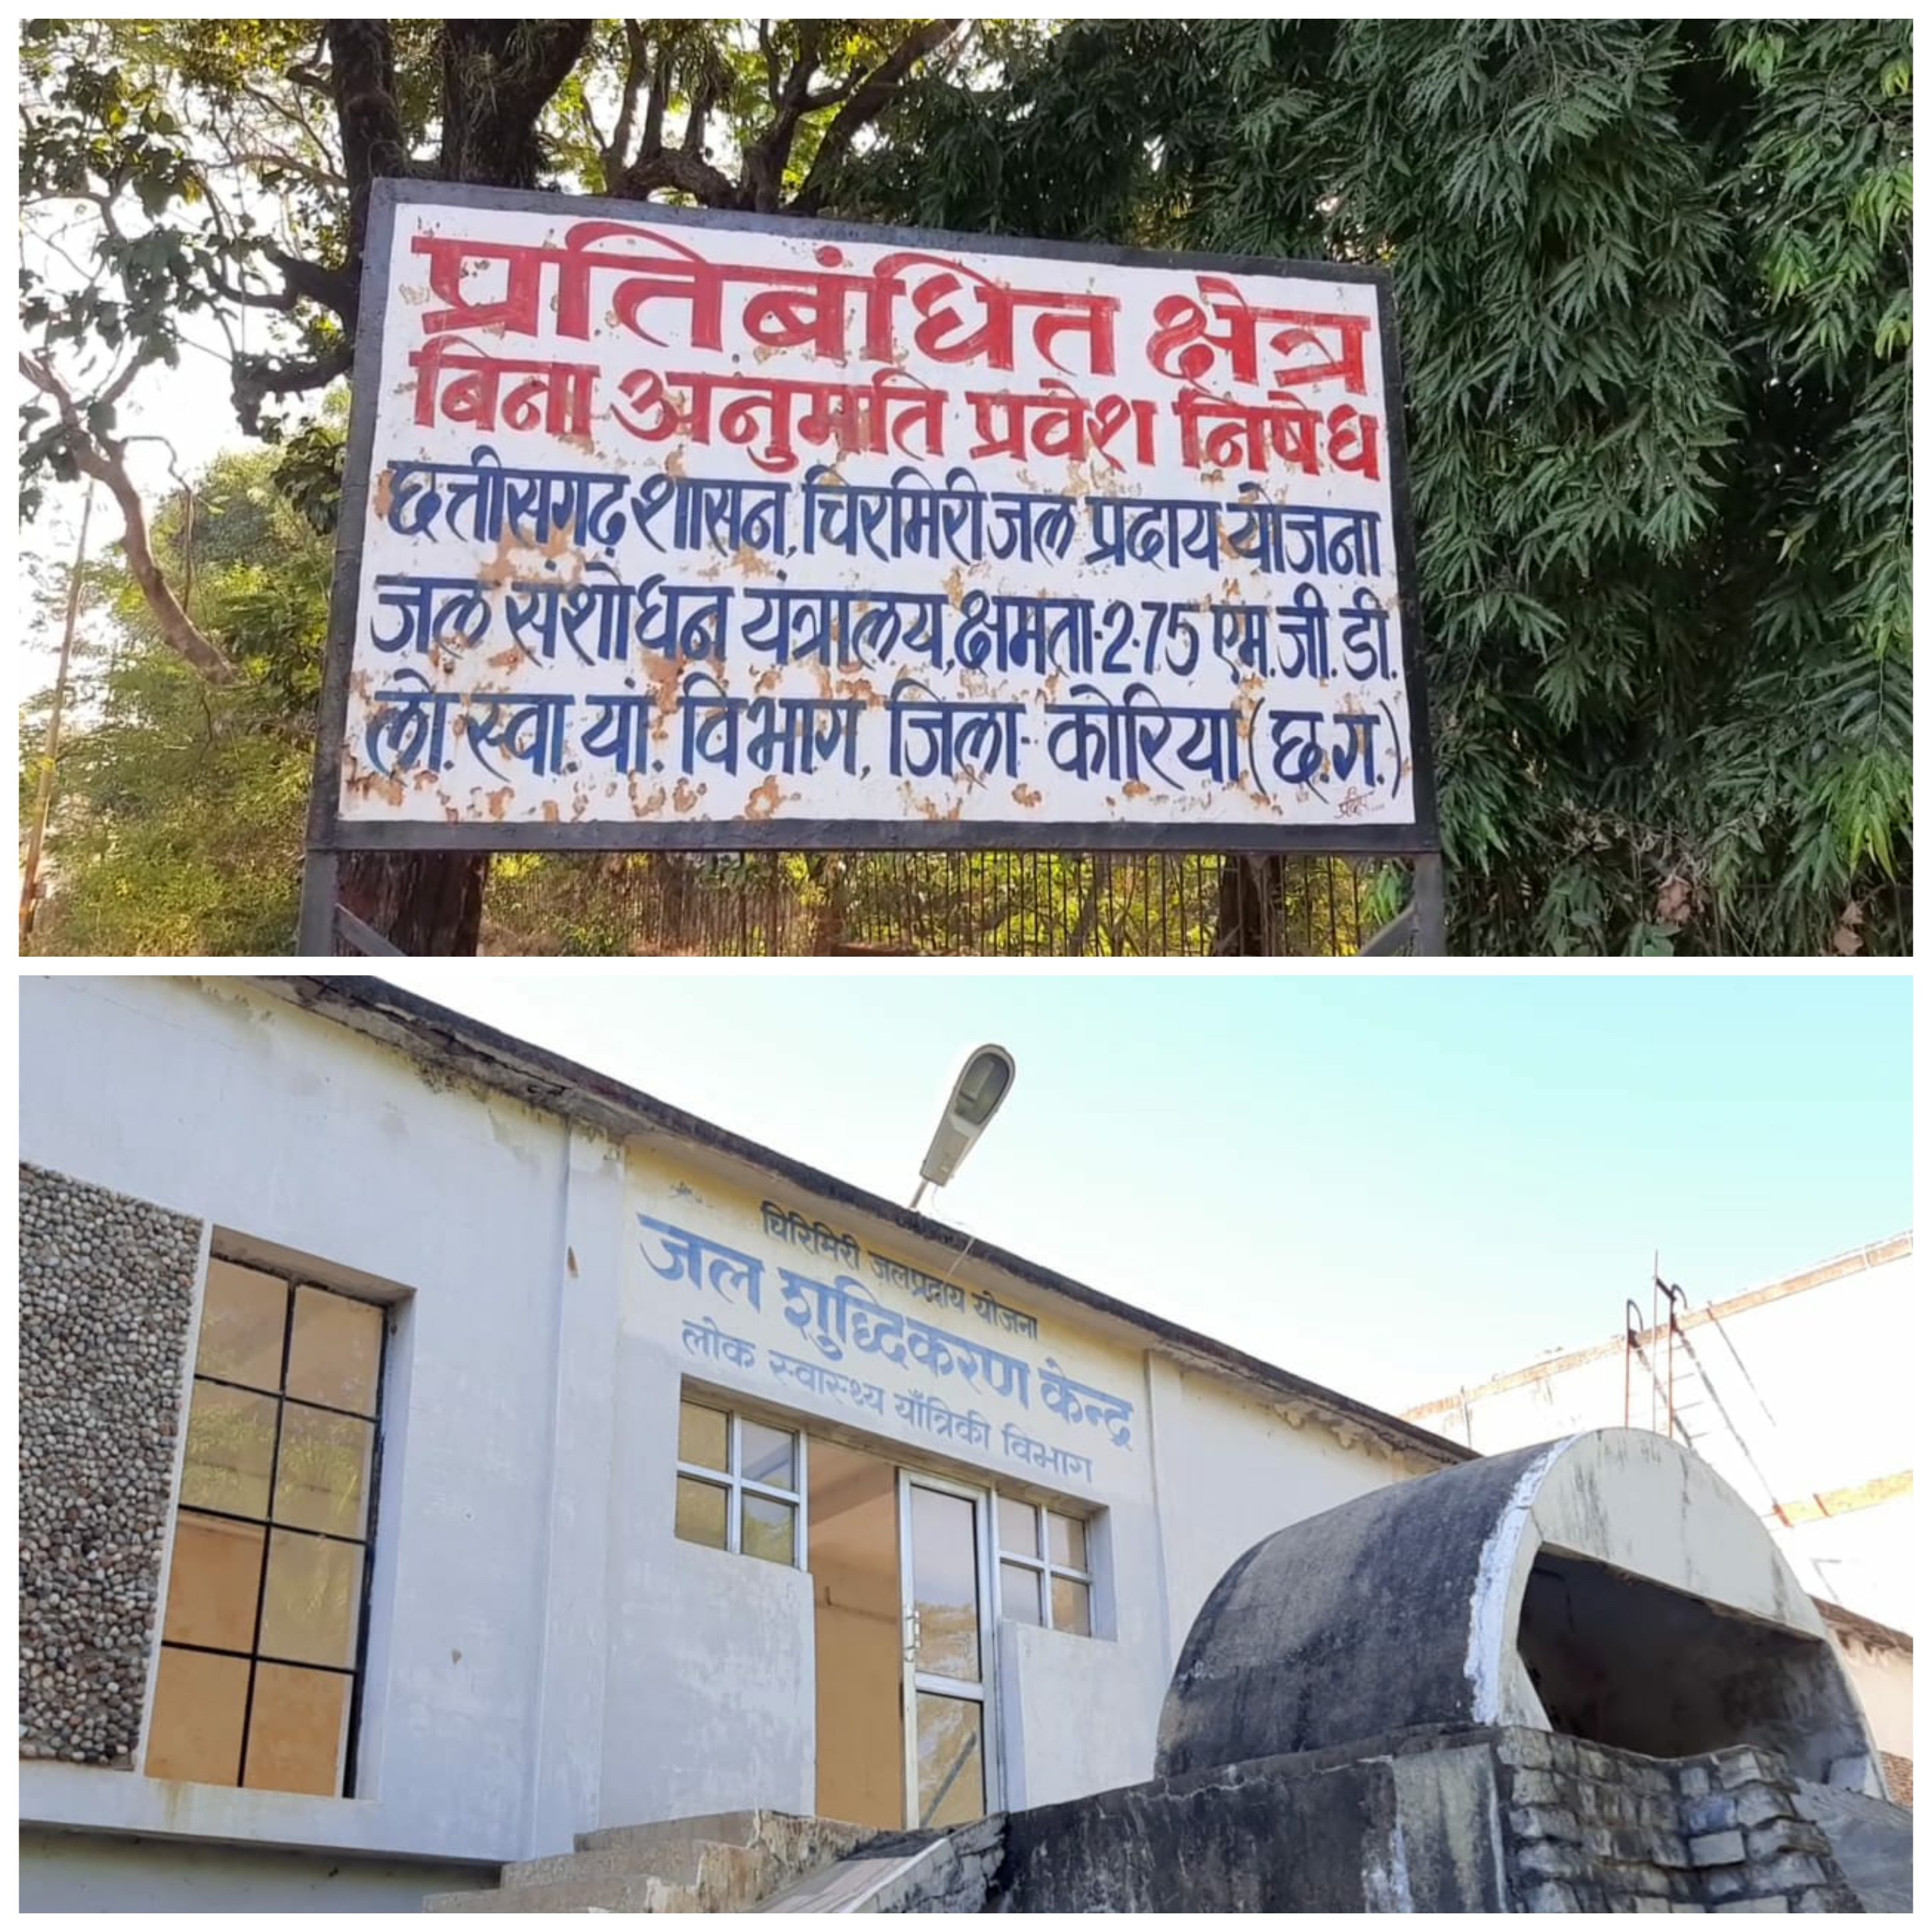 प्रतिबंधित क्षेत्र
बिना अनुमति प्रवेश निषेध
छत्तीसगढ़ शासन, चिरमिरी जल प्रदाय योजना
जल संशोधन यंत्रालय, क्षमता-2.75 एम.जी.डी.
लो. स्वा. यां. विभाग, जिला- कोरिया (छ.ग.)
चिरिमिरी जलप्रदाय योजना
जल शुद्धिकरण केन्द्र
लोक स्वास्थ्य याँत्रिकी विभाग